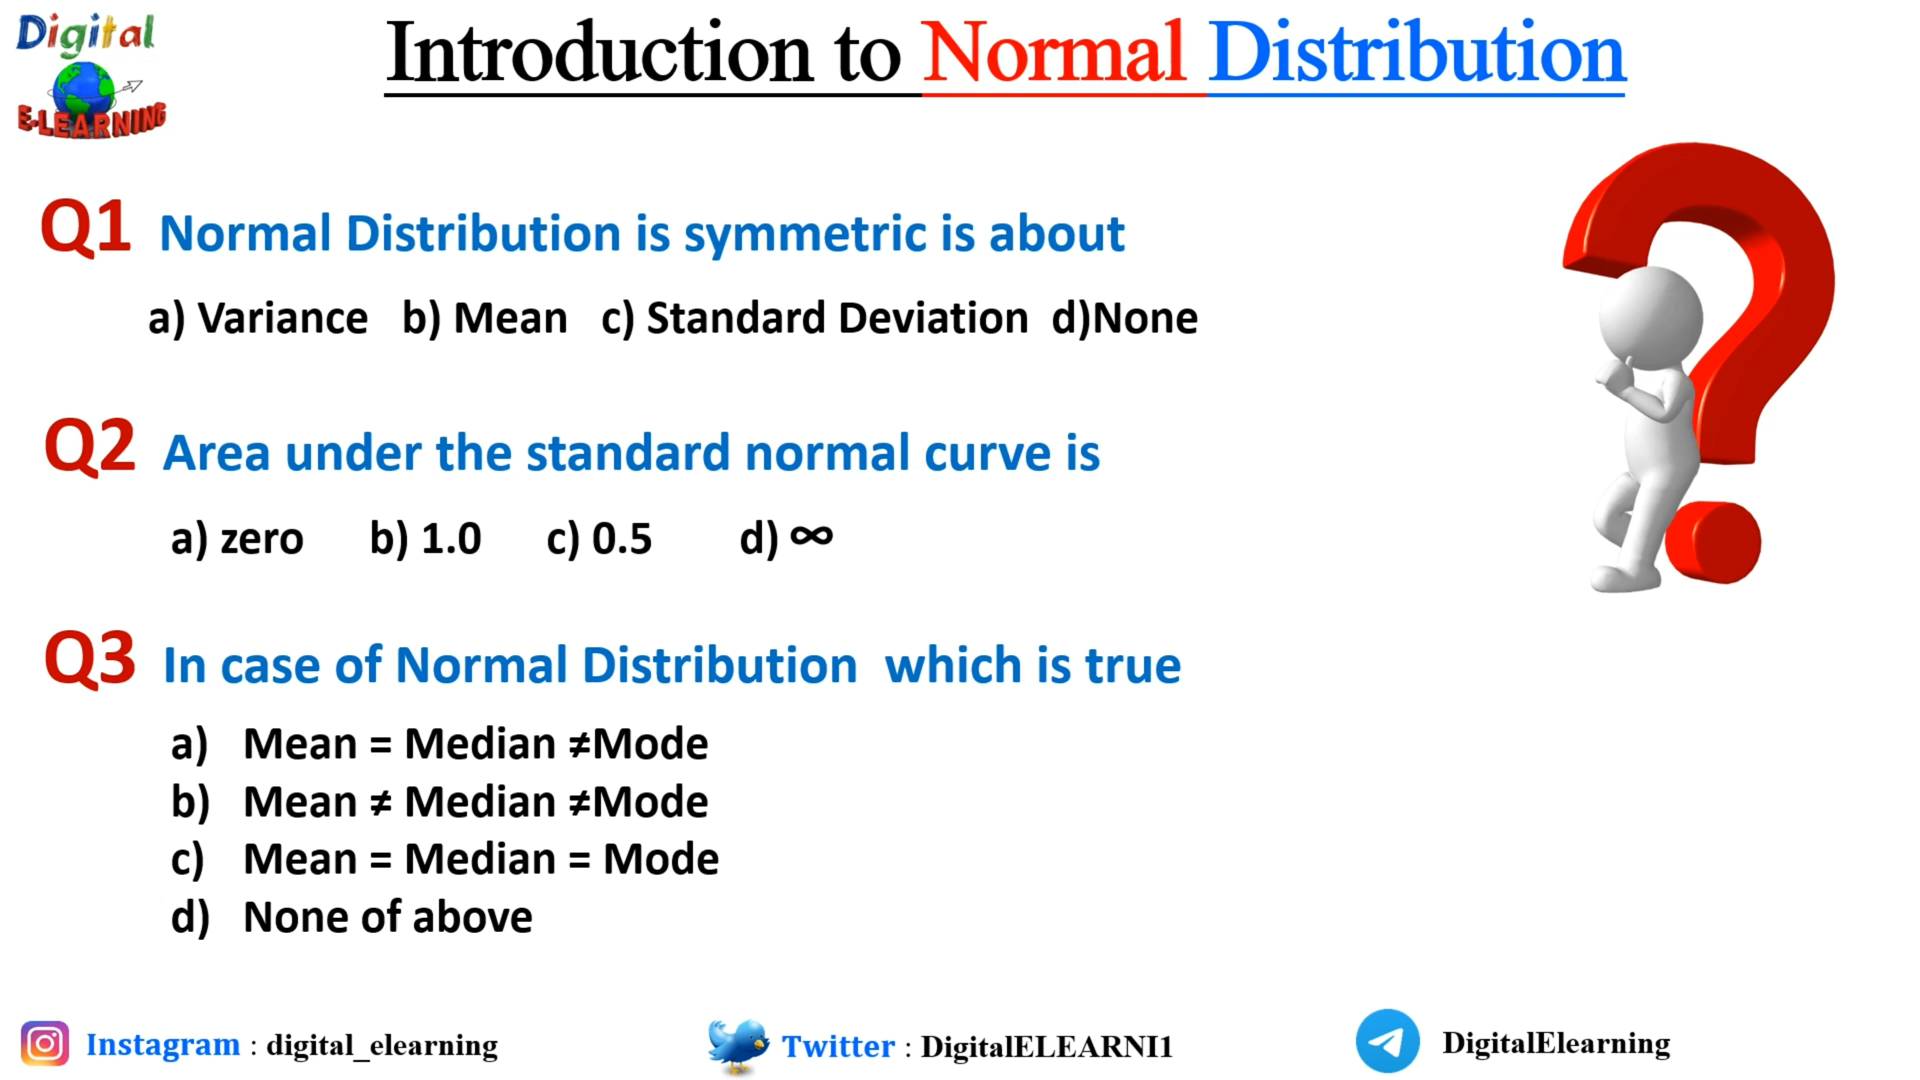 Digital
E-LEARNING
Introduction to Normal Distribution
Q1 Normal Distribution is symmetric is about
a) Variance b) Mean c) Standard Deviation d)None
Q2 Area under the standard normal curve is
a) zero b) 1.0 c) 0.5 d) ∞
Q3 In case of Normal Distribution which is true
a) Mean = Median ≠Mode
b) Mean ≠ Median ≠Mode
c) Mean = Median = Mode
d) None of above
Instagram : digital_elearning
Twitter : DigitalELEARNI1
DigitalElearning